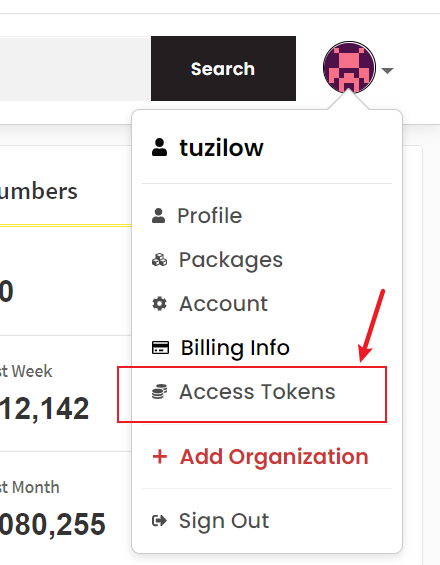 Search
tuzilow
umbers
Profile
Packages
0
Account
Billing Info
st Week
Access Tokens
12,142
Add Organization
st Month
080,255
Sign Out